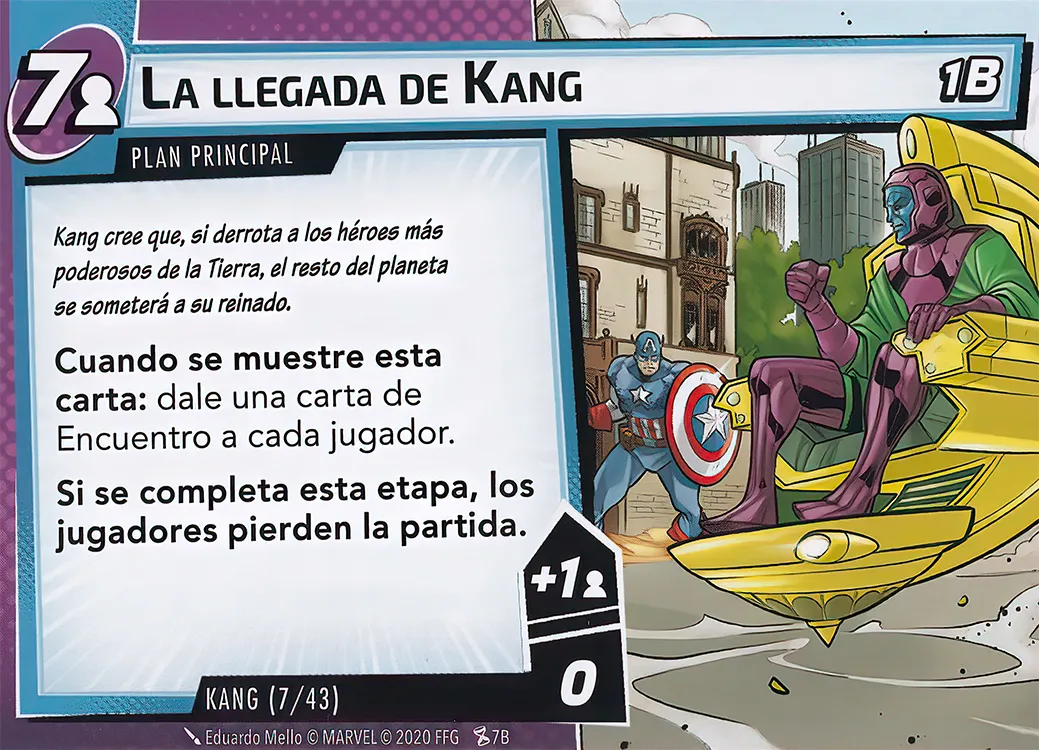 7
LA LLEGADA DE KANG
1B
PLAN PRINCIPAL
Kang cree que, si derrota a los héroes más
poderosos de la Tierra, el resto del planeta
se someterá a su reinado.
Cuando se muestre esta
carta: dale una carta de
Encuentro a cada jugador.
Si se completa esta etapa, los
jugadores pierden la partida.
+1
0
KANG (7/43)
Eduardo Mello © MARVEL © 2020 FFG 7B